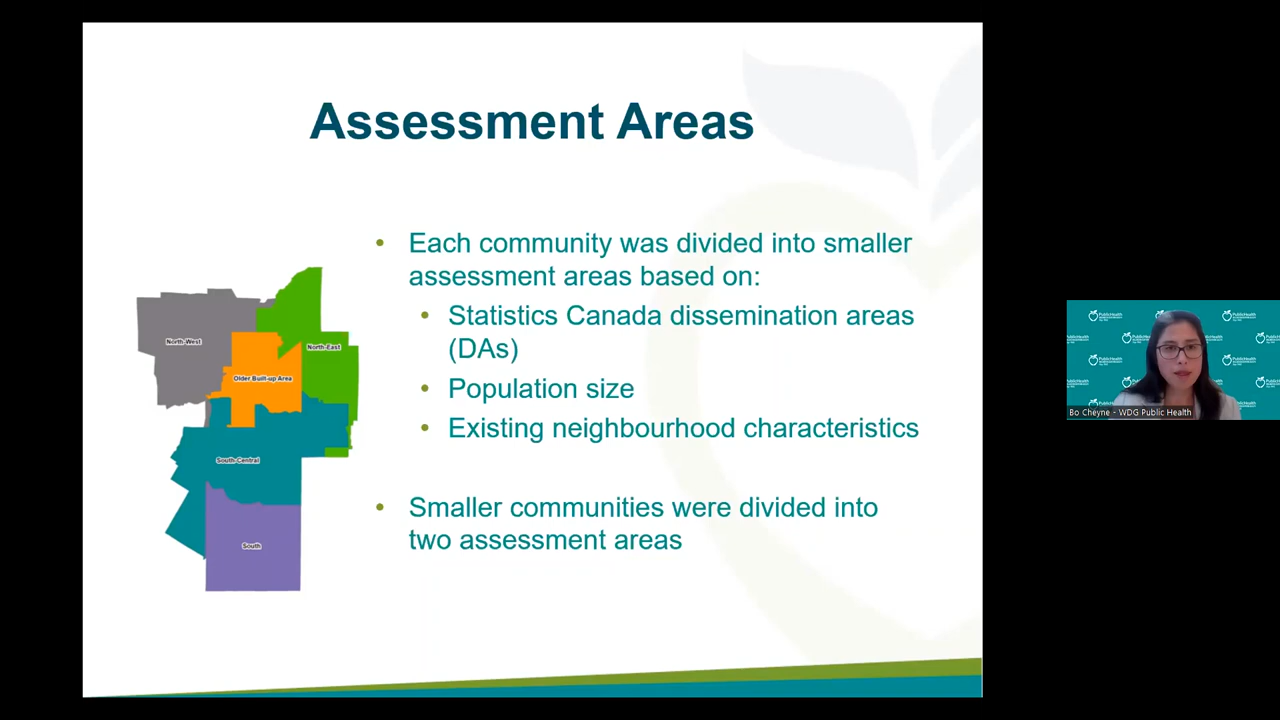 Assessment Areas
• Each community was divided into smaller
assessment areas based on:
• Statistics Canada dissemination areas
(DAs)
• Population size
• Existing neighbourhood characteristics
• Smaller communities were divided into
two assessment areas
North-West
North-East
Older Built-up Area
South-Central
South
PublicHealth
Bo Cheyne - WDG Public Health